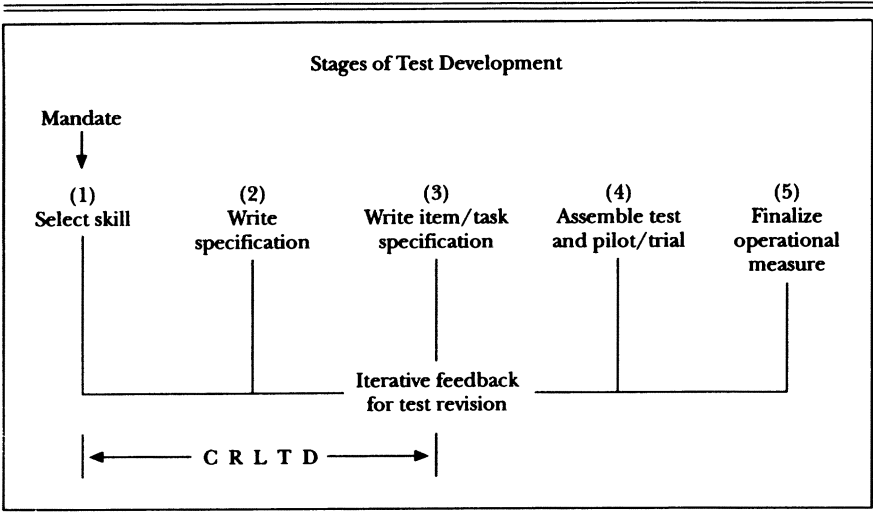 Stages of Test Development
Mandate
(1)
Select skill
(2)
Write
specification
(3)
Write item/task
specification
(4)
Assemble test
and pilot/trial
(5)
Finalize
operational
measure
Iterative feedback
for test revision
C R L T D